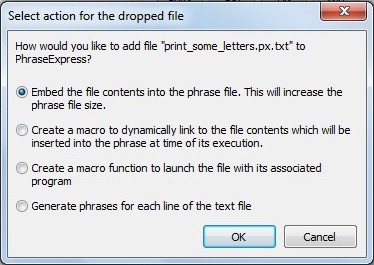 Select action for the dropped file
How would you like to add file "print_some_letters.px.txt" to
PhraseExpress?
Embed the file contents into the phrase file. This will increase the
phrase file size.
Create a macro to dynamically link to the file contents which will be
inserted into the phrase at time of its execution.
Create a macro function to launch the file with its associated
program
Generate phrases for each line of the text file
OK
Cancel